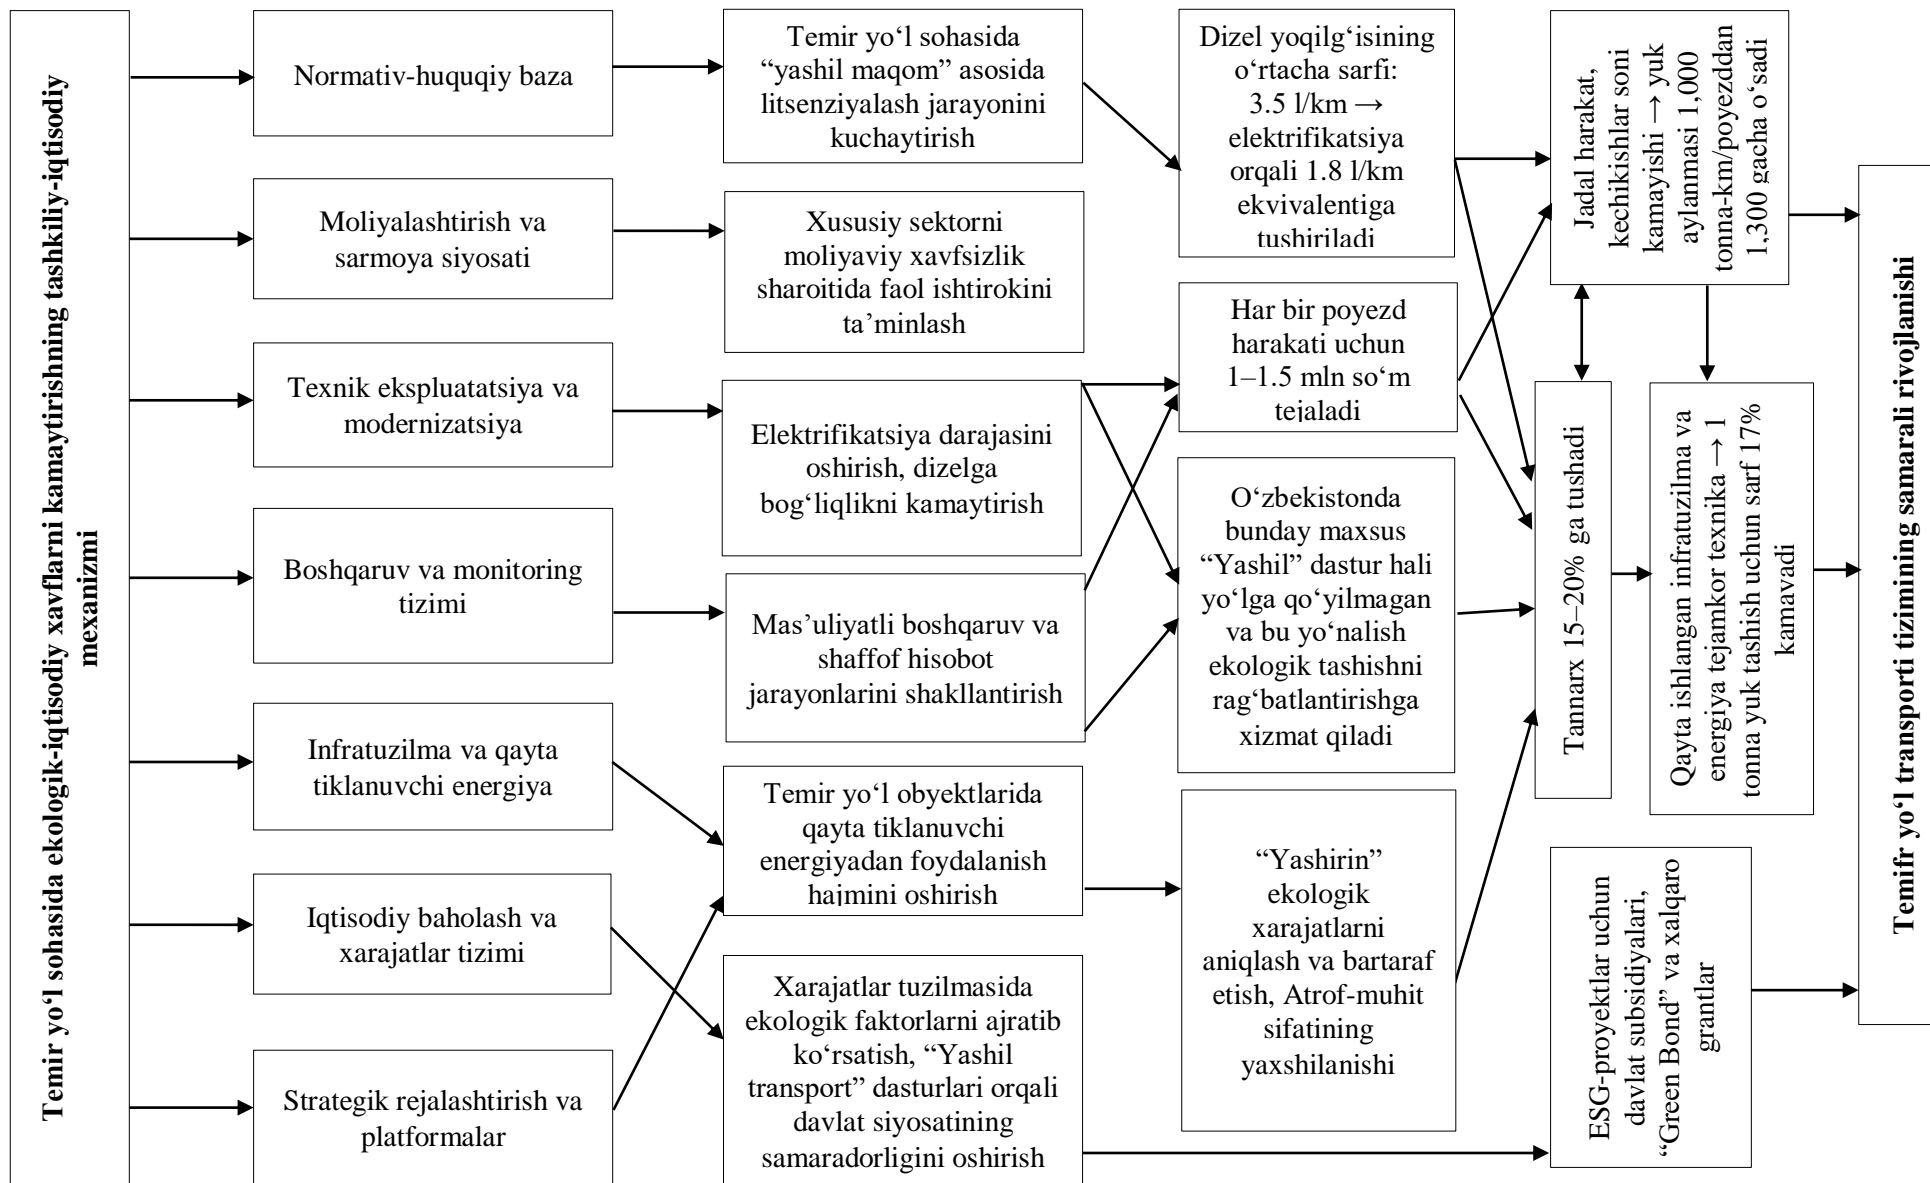 Temir yo‘l sohasida ekologik-iqtisodiy xavflarni kamaytirishning tashkiliy-iqtisodiy
mexanizmi
Normativ-huquqiy baza
Moliyalashtirish va
sarmoya siyosati
Texnik ekspluatatsiya va
modernizatsiya
Boshqaruv va monitoring
tizimi
Infratuzilma va qayta
tiklanuvchi energiya
Iqtisodiy baholash va
xarajatlar tizimi
Strategik rejalashtirish va
platformalar
Temir yo‘l sohasida
“yashil maqom” asosida
litsenziyalash jarayonini
kuchaytirish
Xususiy sektorni
moliyaviy xavfsizlik
sharoitida faol ishtirokini
ta’minlash
Elektrifikatsiya darajasini
oshirish, dizelga
bog‘liqlikni kamaytirish
Mas’uliyatli boshqaruv va
shaffof hisobot
jarayonlarini shakllantirish
Temir yo‘l obyektlarida
qayta tiklanuvchi
energiyadan foydalanish
hajmini oshirish
Xarajatlar tuzilmasida
ekologik faktorlarni ajratib
ko‘rsatish, “Yashil
transport” dasturlari orqali
davlat siyosatining
samaradorligini oshirish
Dizel yoqilg‘isining
o‘rtacha sarfi:
3.5 l/km →
elektrifikatsiya
orqali 1.8 l/km
ekvivalentiga
tushiriladi
Har bir poyezd
harakati uchun
1–1.5 mln so‘m
tejaladi
O‘zbekistonda
bunday maxsus
“Yashil” dastur hali
yo‘lga qo‘yilmagan
va bu yo‘nalish
ekologik tashishni
rag‘batlantirishga
xizmat qiladi
“Yashirin”
ekologik
xarajatlarni
aniqlash va bartaraf
etish, Atrof-muhit
sifatining
yaxshilanishi
Jadal harakat,
kechikishlar soni
kamayishi → yuk
aylanmasi 1,000
tonna-km/poyezddan
1,300 gacha o‘sadi
Tannarx 15–20% ga tushadi
Qayta ishlangan infratuzilma va
energiya tejamkor texnika → 1
tonna yuk tashish uchun sarf 17%
kamayadi
ESG-proyektlar uchun
davlat subsidiyalari,
“Green Bond” va xalqaro
grantlar
Temifr yo‘l transporti tizimining samarali rivojlanishi